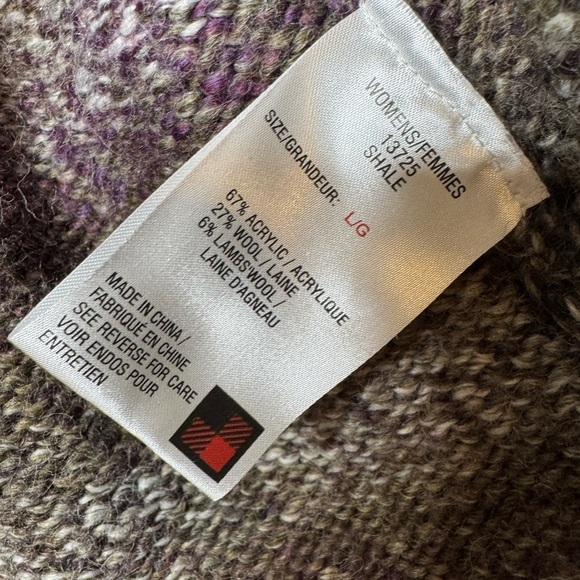 WOMENS/FEMMES
13725
SHALE
SIZE/GRANDEUR: L/G
67% ACRYLIC / ACRYLIQUE
27% WOOL / LAINE
6% LAMBSWOOL /
LAINE D'AGNEAU
MADE IN CHINA/
FABRIQUÉ EN CHINE
SEE REVERSE FOR CARE
VOIR ENDOS POUR
ENTRETIEN